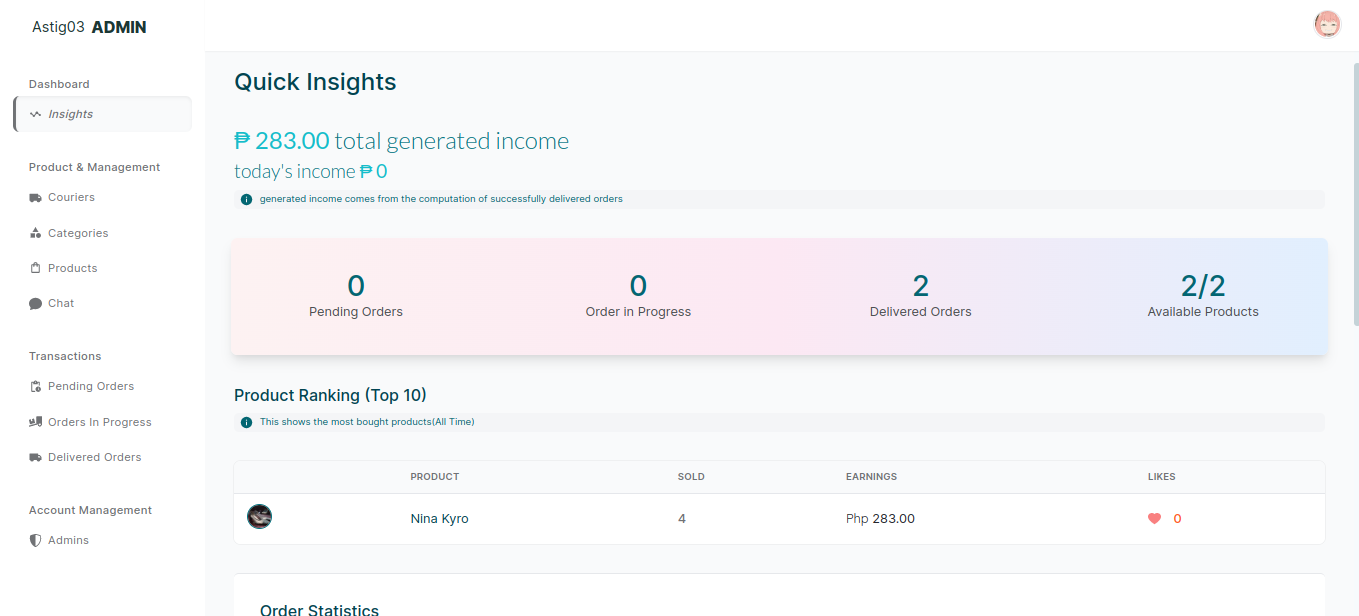 Astig03 ADMIN
Dashboard
Insights
Product & Management
Couriers
Categories
Products
Chat
Transactions
Pending Orders
Orders In Progress
Delivered Orders
Account Management
Admins
Quick Insights
₱ 283.00 total generated income
today's income ₱ 0
generated income comes from the computation of successfully delivered orders
0 0 2 2/2
Pending Orders Order in Progress Delivered Orders Available Products
Product Ranking (Top 10)
This shows the most bought products(All Time)
PRODUCT SOLD EARNINGS LIKES
Nina Kyro 4 Php 283.00 0
Order Statistics